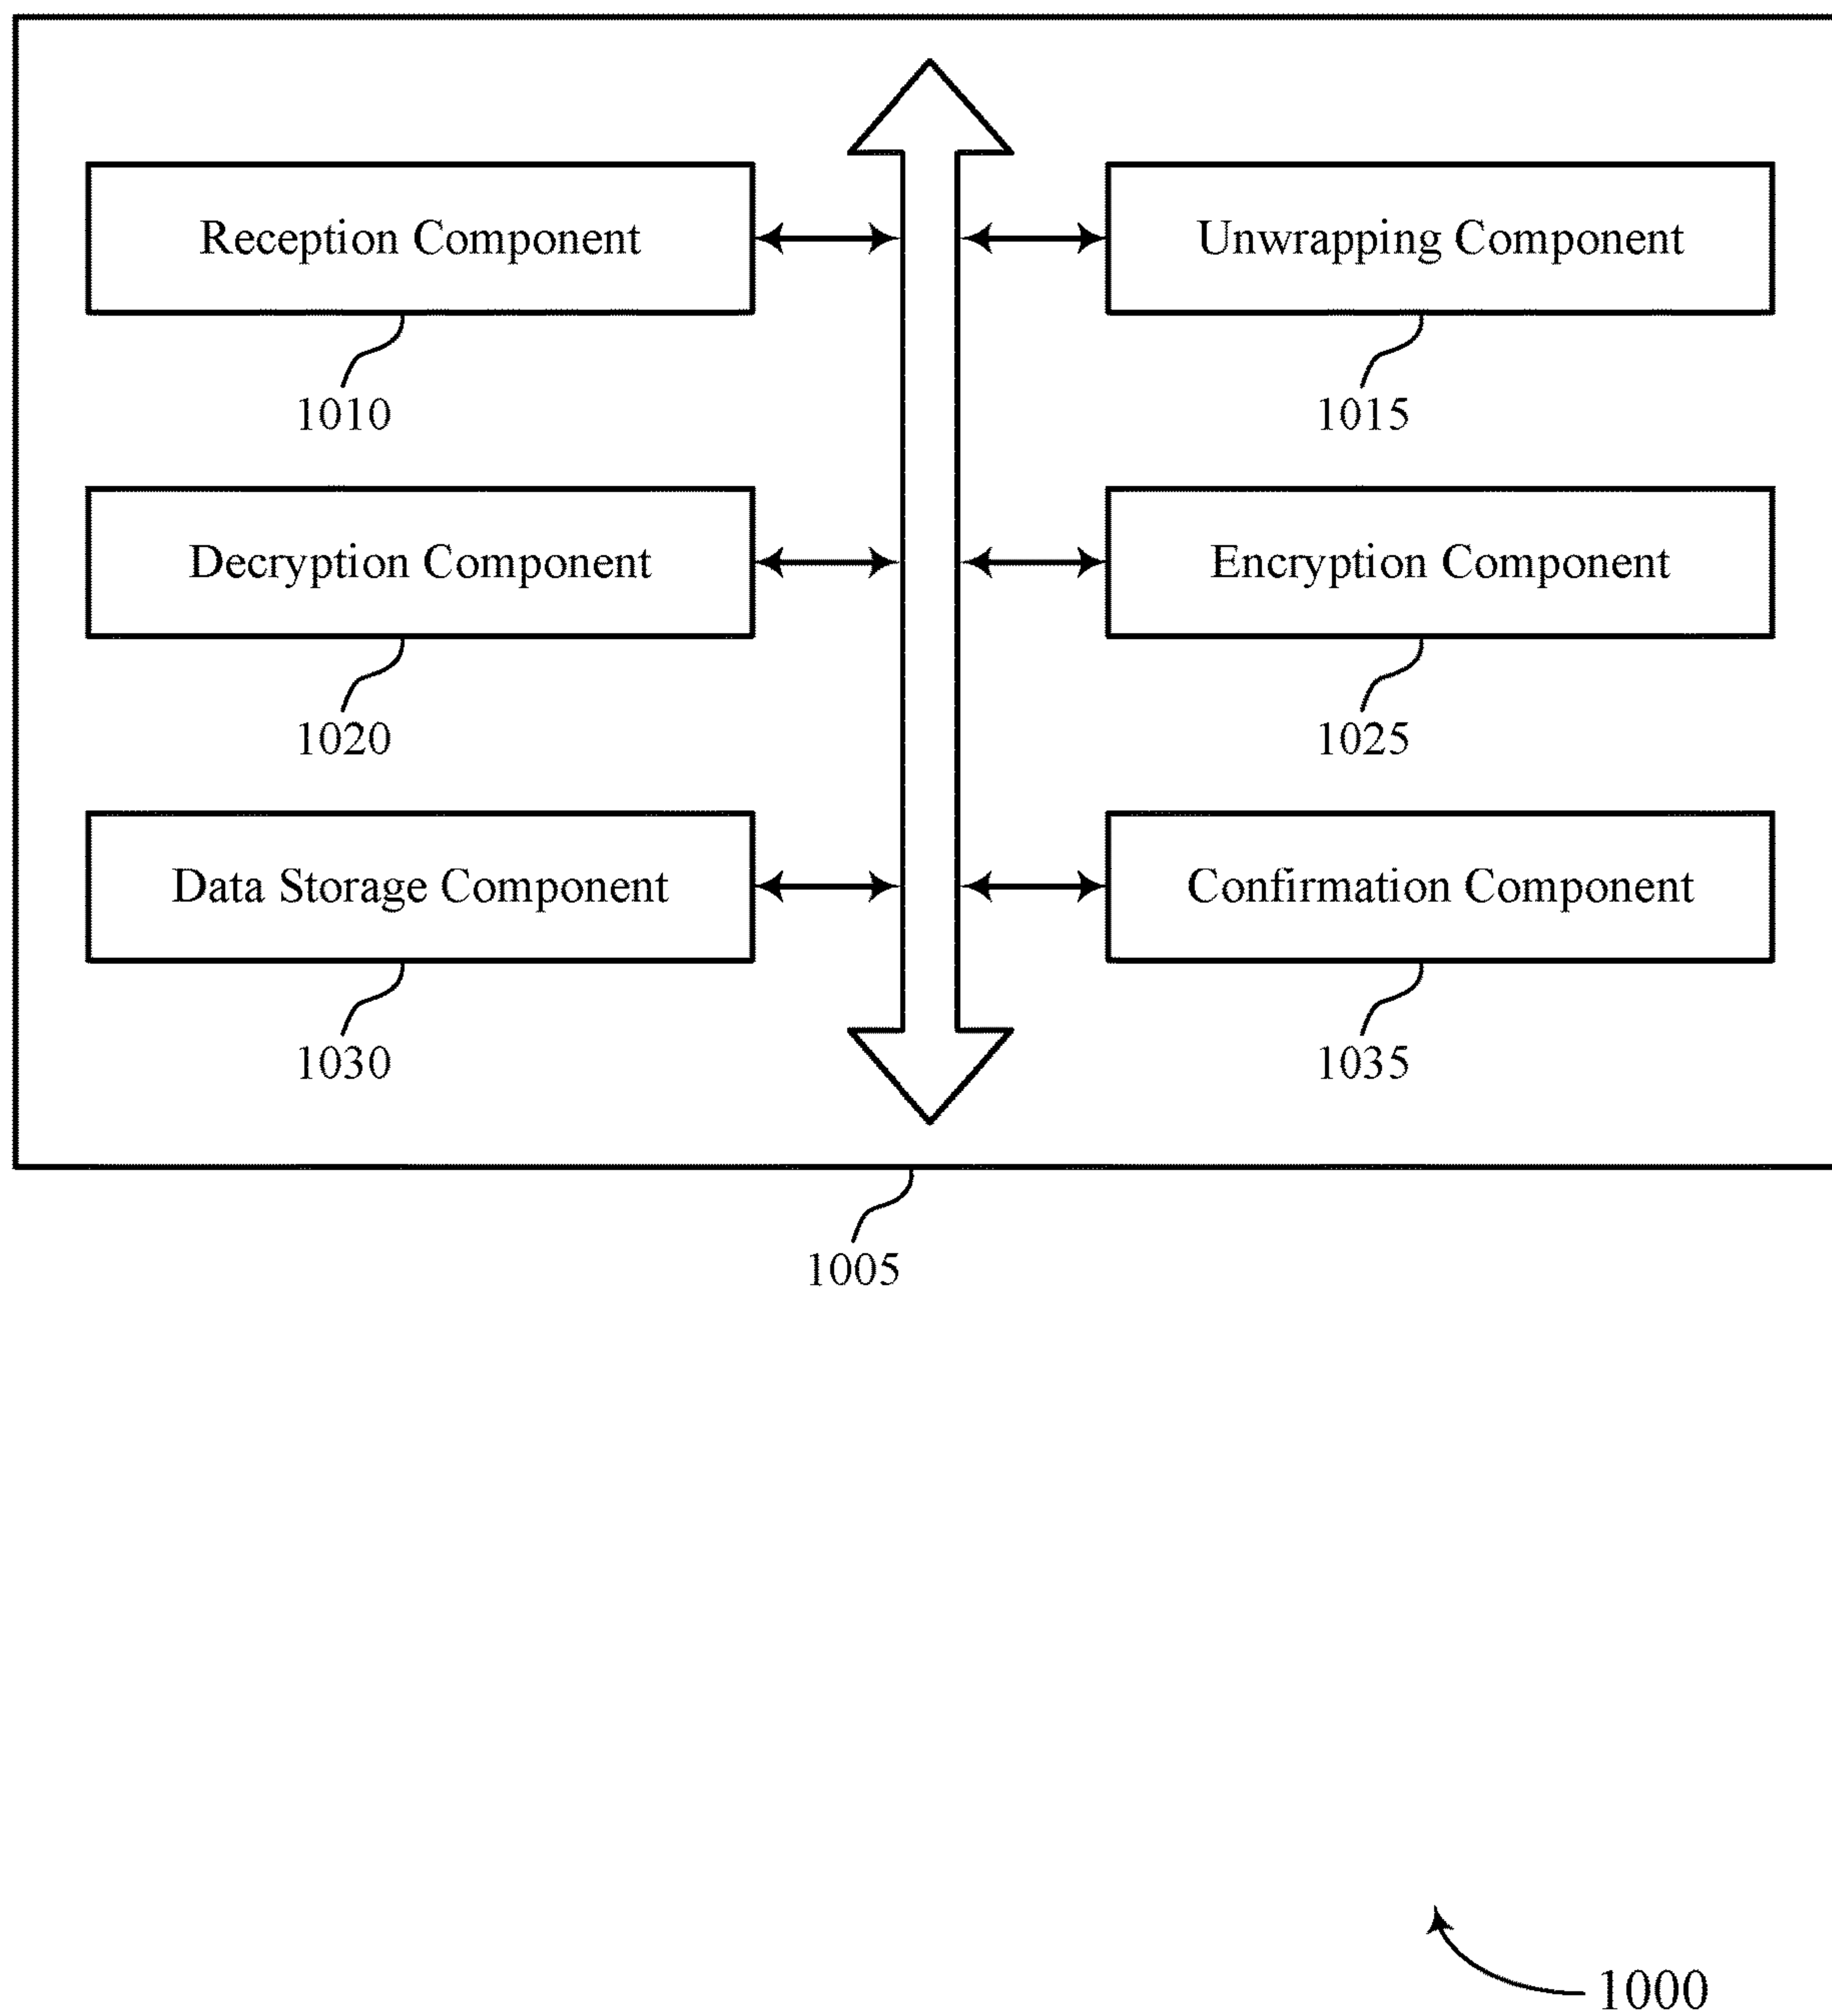 Reception Component
Unwrapping Component
1010
1015
Decryption Component
Encryption Component
1020
1025
Data Storage Component
Confirmation Component
1030
1035
1005
1000